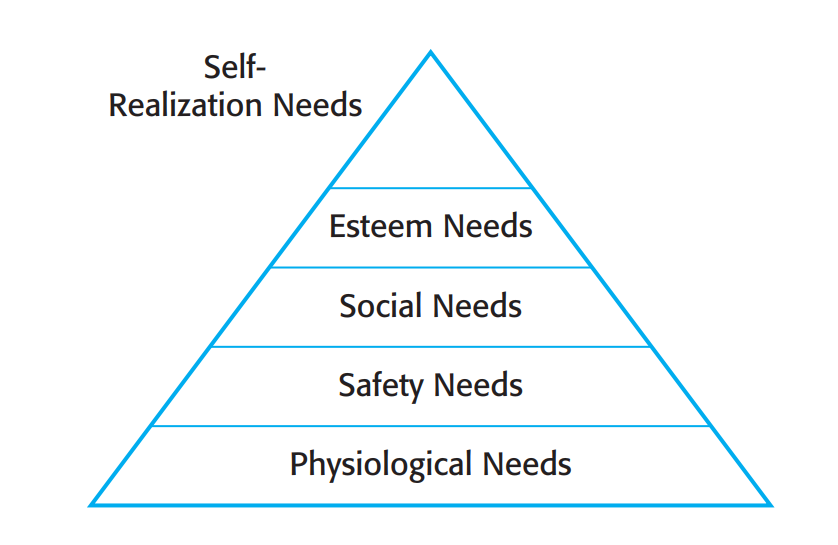 Self-
Realization Needs
Esteem Needs
Social Needs
Safety Needs
Physiological Needs